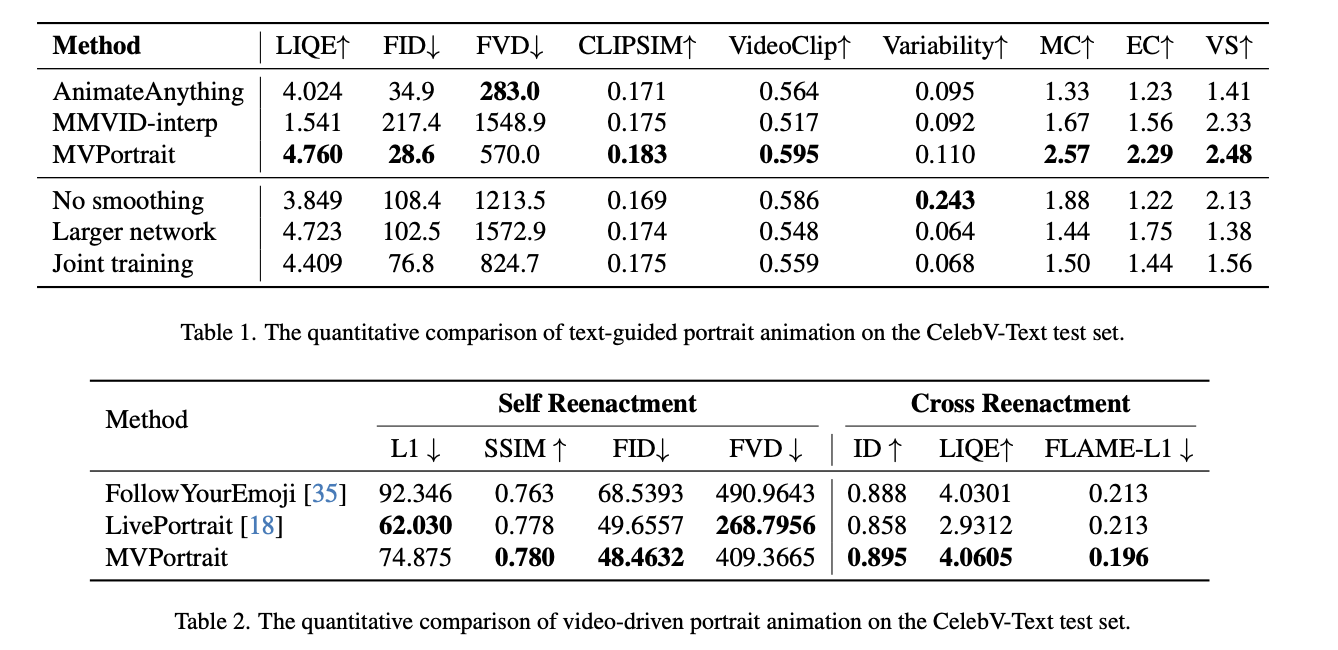 Method LIQE↑ FID↓ FVD↓ CLIPSIM↑ VideoClip↑ Variability↑ MC↑ EC↑ VS↑
AnimateAnything 4.024 34.9 283.0 0.171 0.564 0.095 1.33 1.23 1.41
MMVID-interp 1.541 217.4 1548.9 0.175 0.517 0.092 1.67 1.56 2.33
MVPortrait 4.760 28.6 570.0 0.183 0.595 0.110 2.57 2.29 2.48
No smoothing 3.849 108.4 1213.5 0.169 0.586 0.243 1.88 1.22 2.13
Larger network 4.723 102.5 1572.9 0.174 0.548 0.064 1.44 1.75 1.38
Joint training 4.409 76.8 824.7 0.175 0.559 0.068 1.50 1.44 1.56
Table 1. The quantitative comparison of text-guided portrait animation on the CelebV-Text test set.
Method Self Reenactment Cross Reenactment
L1 ↓ SSIM ↑ FID↓ FVD ↓ ID ↑ LIQE↑ FLAME-L1 ↓
FollowYourEmoji [35] 92.346 0.763 68.5393 490.9643 0.888 4.0301 0.213
LivePortrait [18] 62.030 0.778 49.6557 268.7956 0.858 2.9312 0.213
MVPortrait 74.875 0.780 48.4632 409.3665 0.895 4.0605 0.196
Table 2. The quantitative comparison of video-driven portrait animation on the CelebV-Text test set.